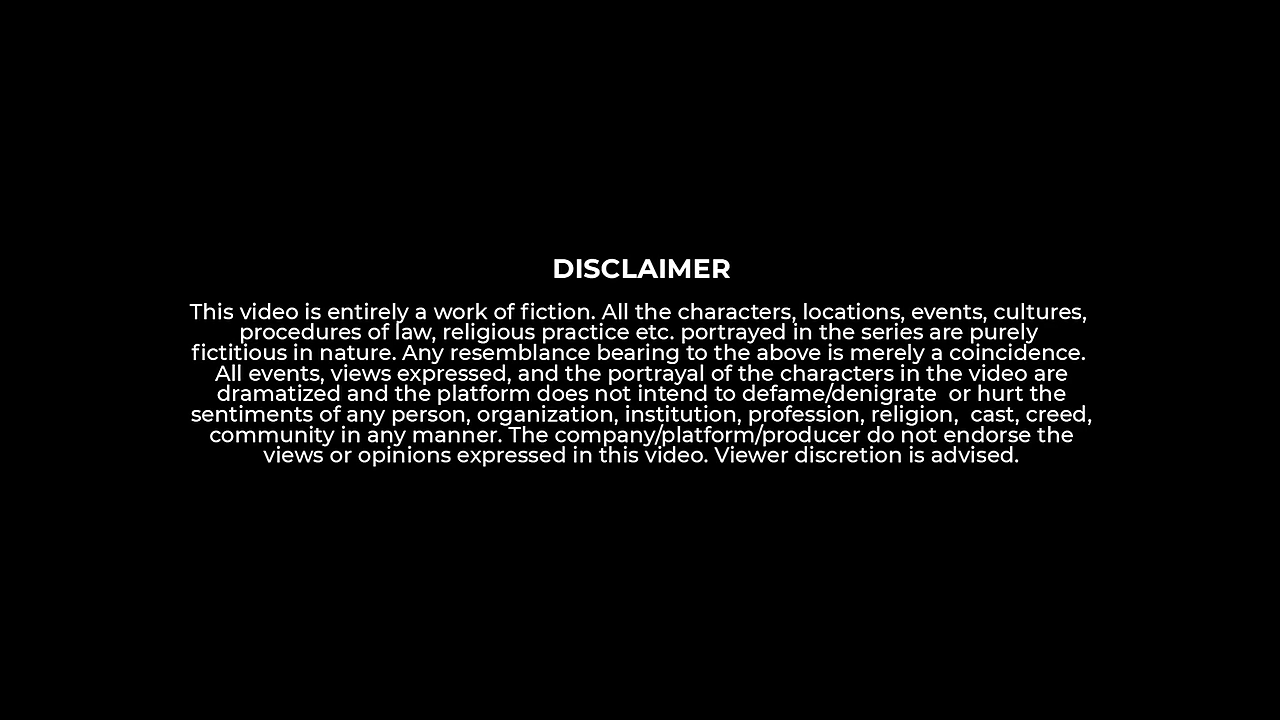 DISCLAIMER
This video is entirely a work of fiction. All the characters, locations, events, cultures,
procedures of law, religious practice etc. portrayed in the series are purely
fictitious in nature. Any resemblance bearing to the above is merely a coincidence.
All events, views expressed, and the portrayal of the characters in the video are
dramatized and the platform does not intend to defame/denigrate  or hurt the
sentiments of any person, organization, institution, profession, religion,  cast, creed,
community in any manner. The company/platform/producer do not endorse the
views or opinions expressed in this video. Viewer discretion is advised.